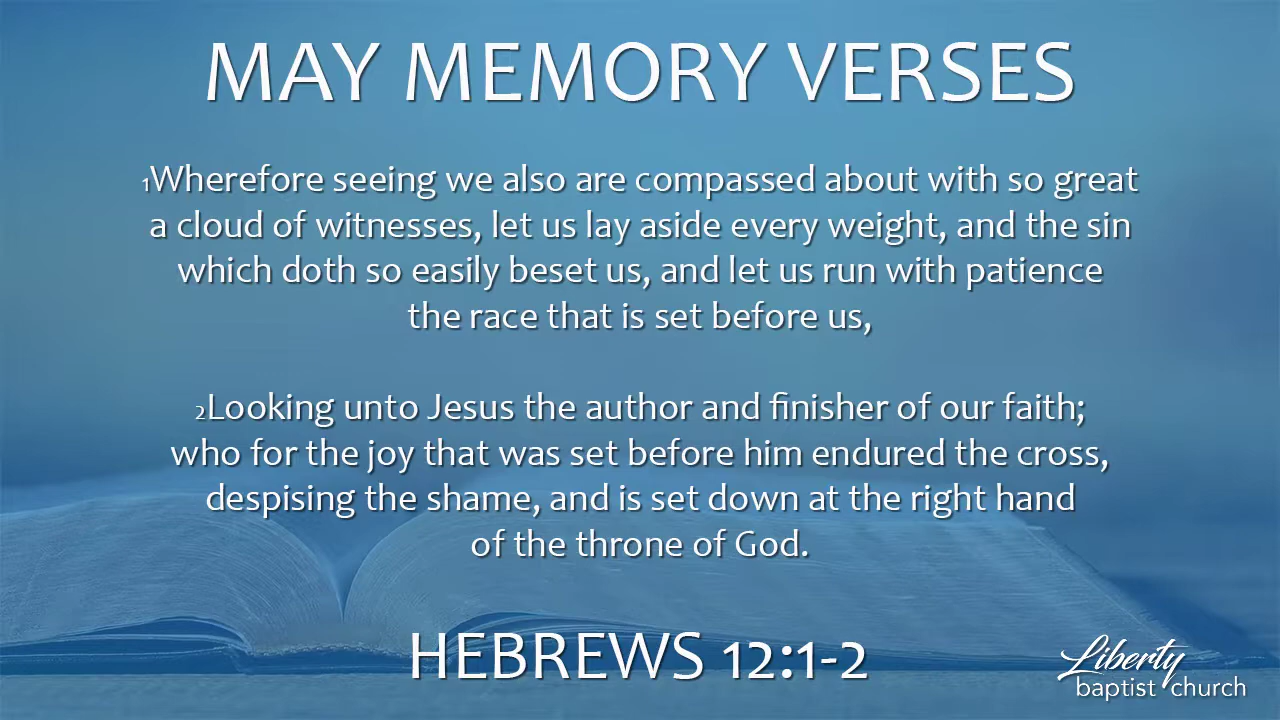 MAY MEMORY VERSES
1Wherefore seeing we also are compassed about with so great
a cloud of witnesses, let us lay aside every weight, and the sin
which doth so easily beset us, and let us run with patience
the race that is set before us,
2Looking unto Jesus the author and finisher of our faith;
who for the joy that was set before him endured the cross,
despising the shame, and is set down at the right hand
of the throne of God.
HEBREWS 12:1-2
Liberty
baptist church